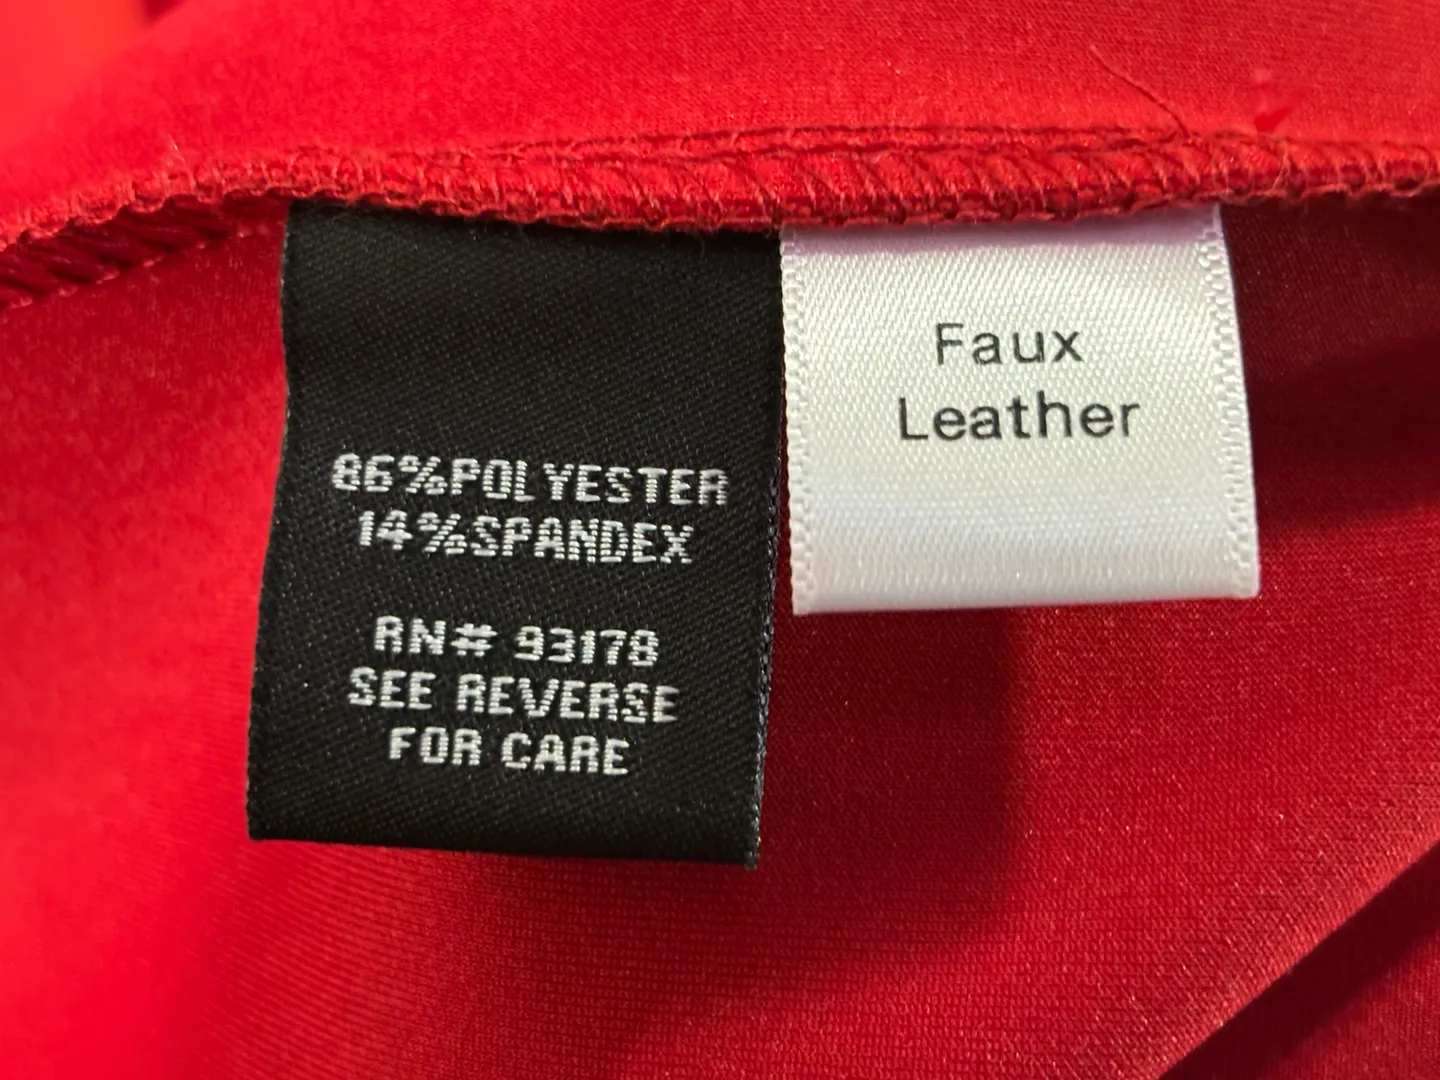 86%POLYESTER
14%SPANDEX
RN# 93178
SEE REVERSE
FOR CARE
Faux
Leather